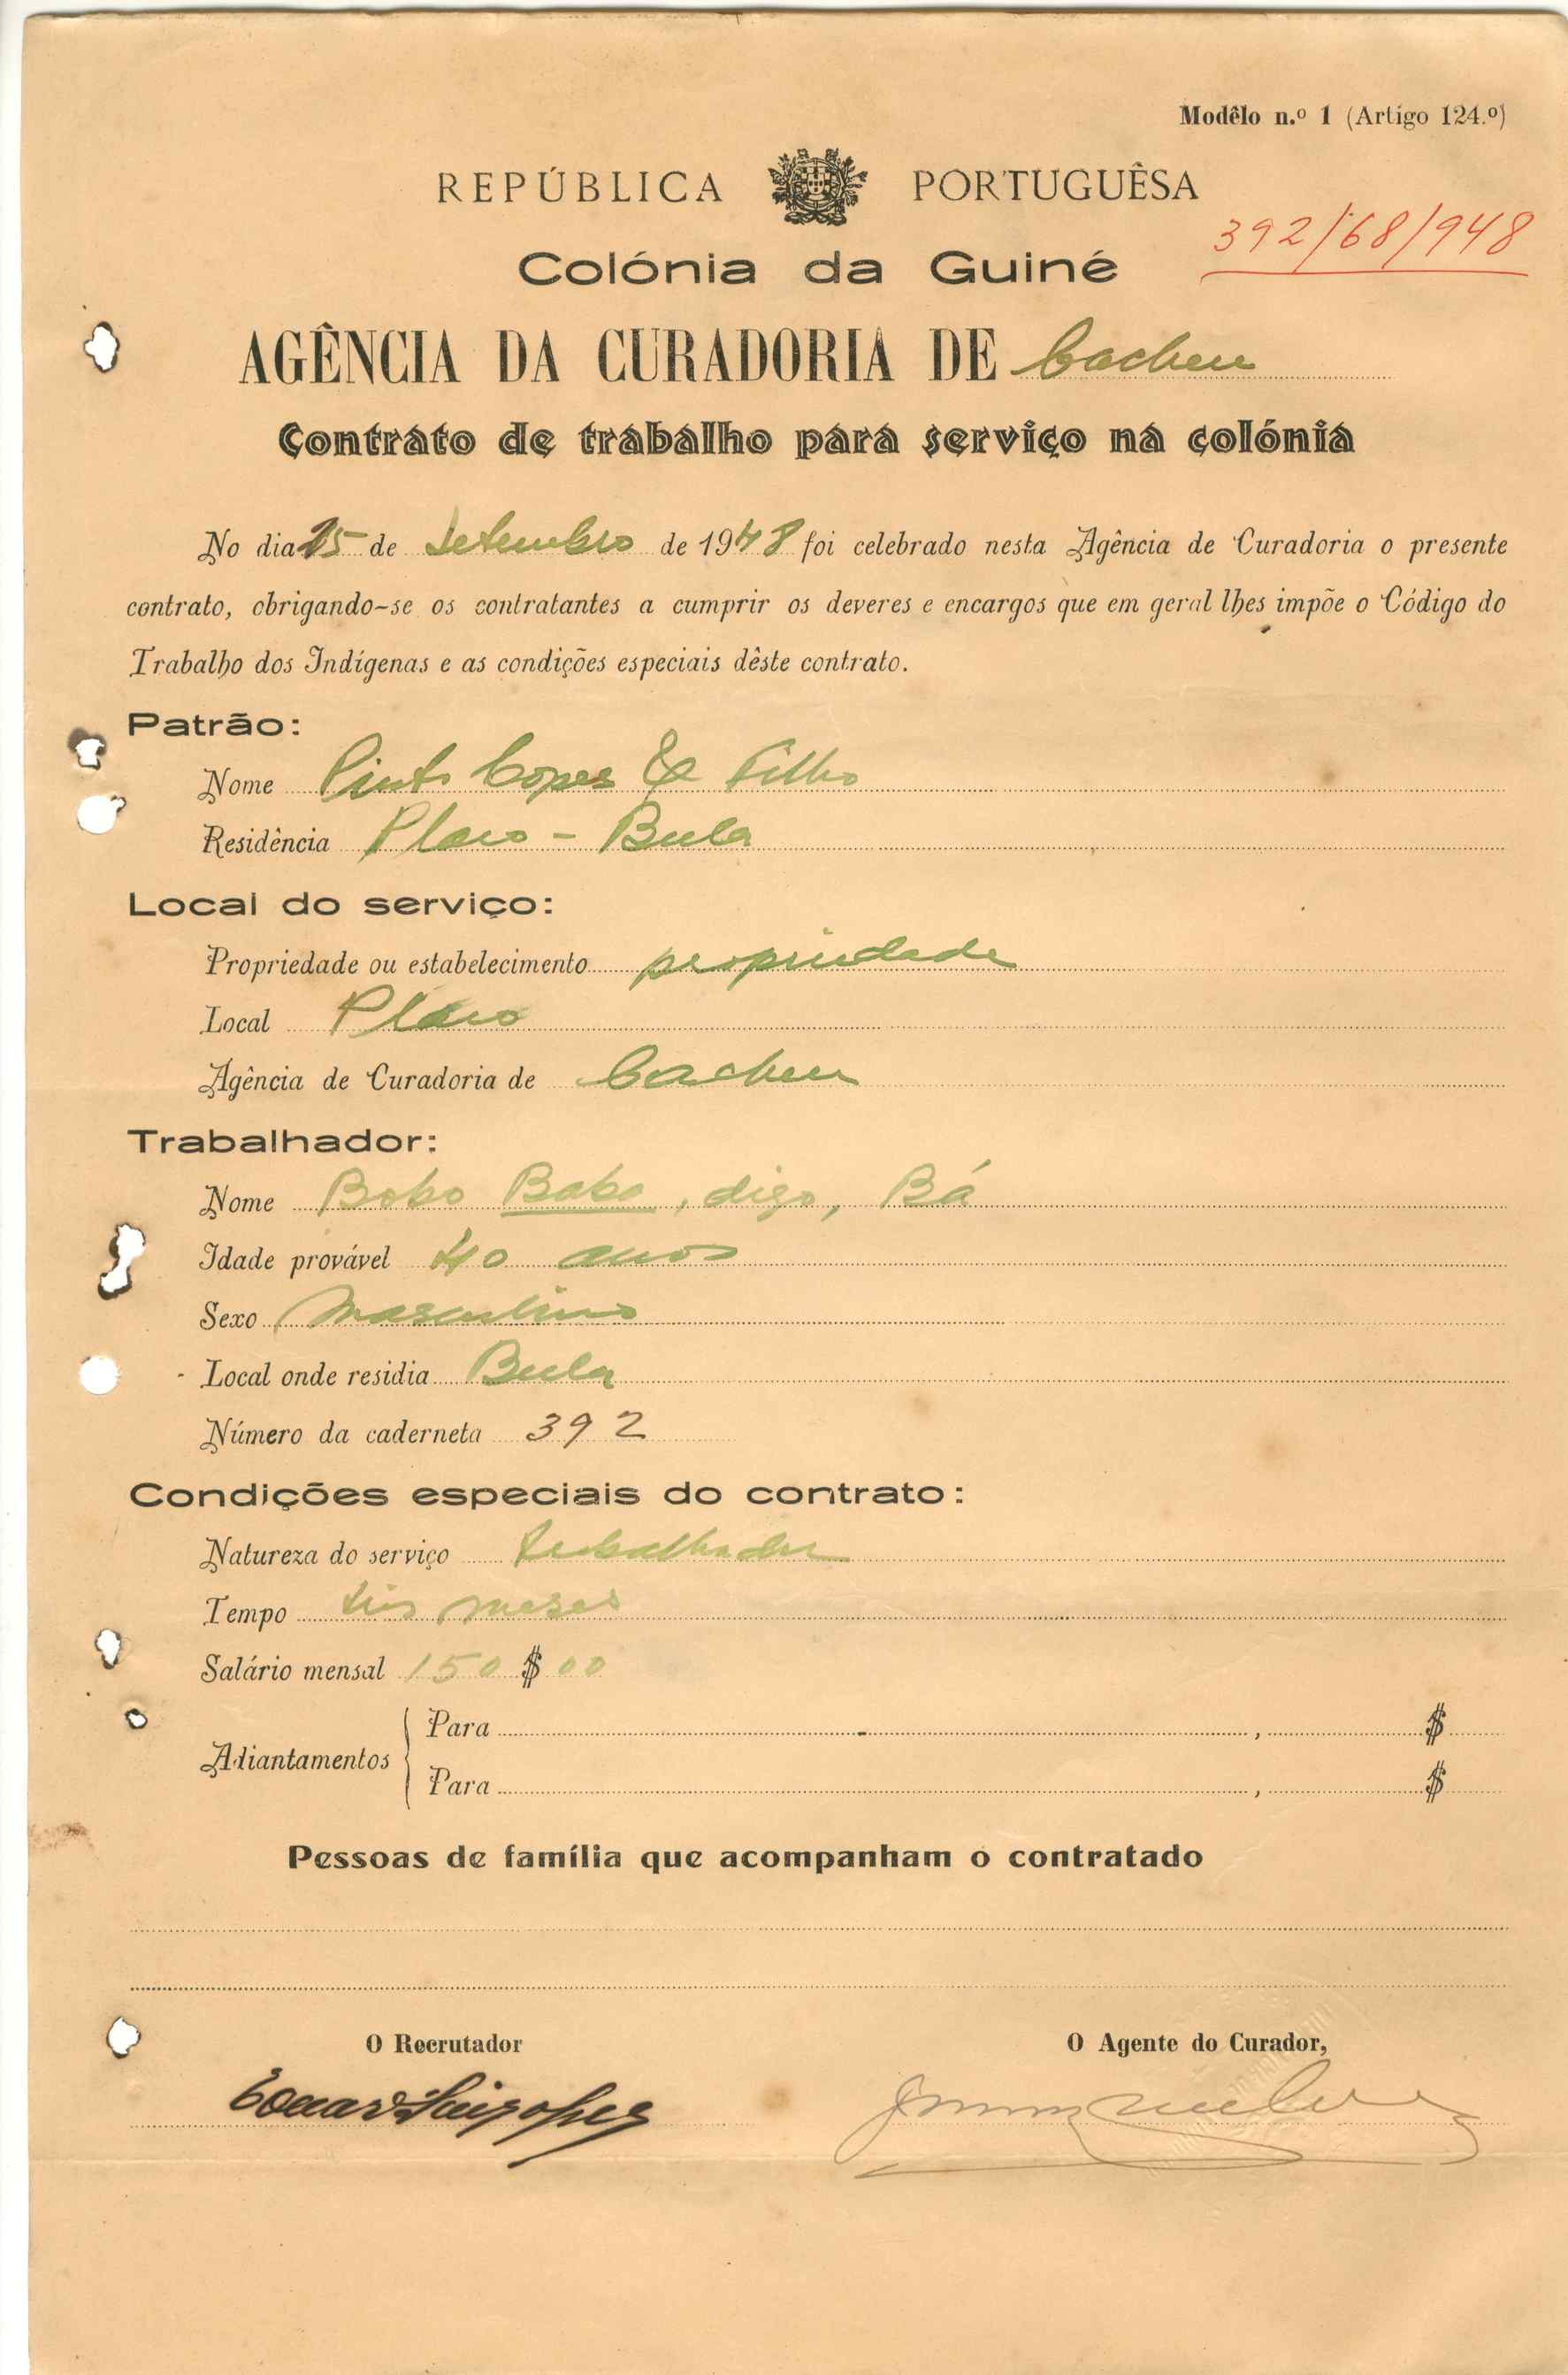 Modêlo n.º 1 (Artigo 124.º)
REPÚBLICA PORTUGUÊSA
392/68/948
Colónia da Guiné
AGÊNCIA DA CURADORIA DE Cacheu
Contrato de trabalho para serviço na colónia
No dia 25 de Setembro de 1948 foi celebrado nesta Agência de Curadoria o presente
contrato, obrigando-se os contratantes a cumprir os deveres e encargos que em geral lhes impõe o Código do
Trabalho dos Indígenas e as condições especiais dêste contrato.
Patrão:
Nome Pinto Lopes & Filho
Residência Placo - Bula
Local do serviço:
Propriedade ou estabelecimento propriedade
Local Placo
Agência de Curadoria de Cacheu
Trabalhador:
Nome Bobo Babo, digo, Bá
Idade provável 40 anos
Sexo Masculino
Local onde residia Bula
Número da caderneta 392
Condições especiais do contrato:
Natureza do serviço trabalhador
Tempo três meses
Salário mensal 150$00
Adiantamentos
Para , $
Para , $
Pessoas de família que acompanham o contratado
O Recrutador
O Agente do Curador,